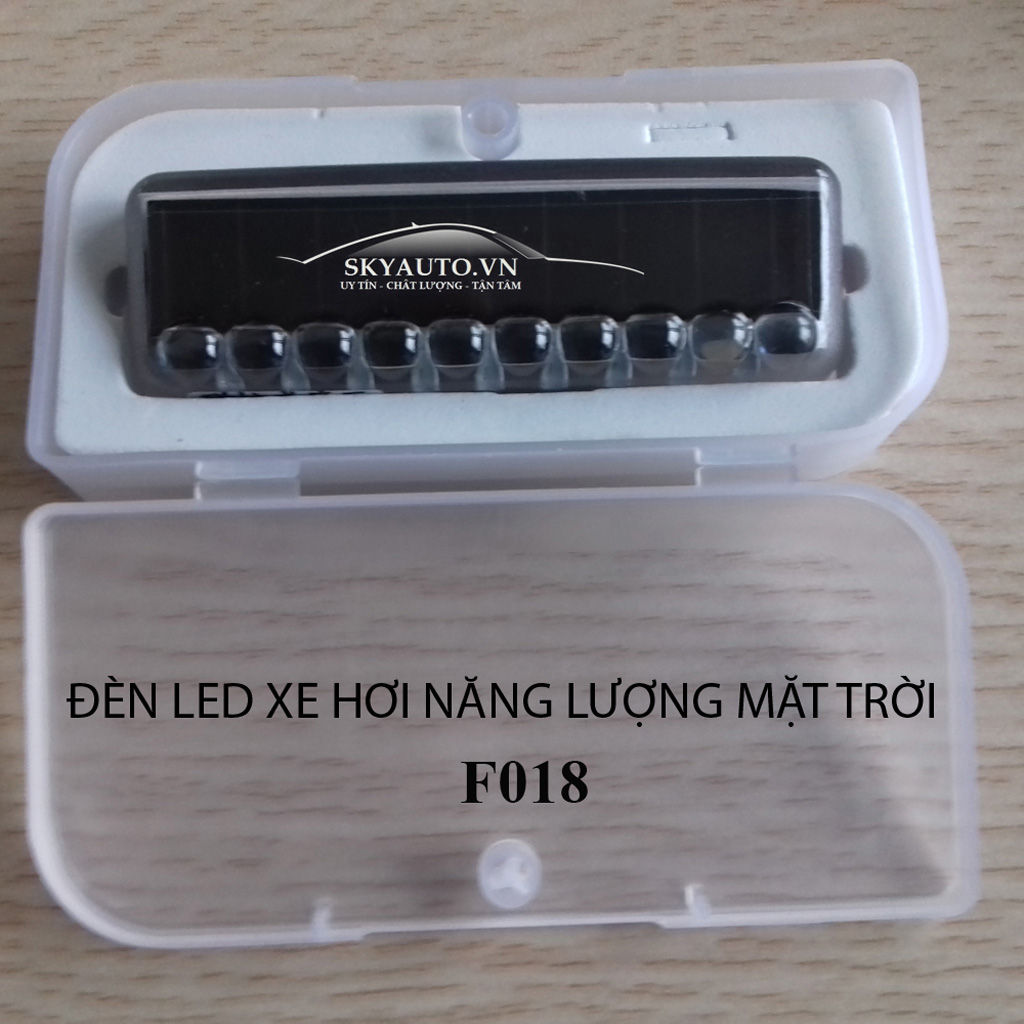 SKYAUTO.VN
UY TÍN - CHẤT LƯỢNG - TẬN TÂM
ĐÈN LED XE HƠI NĂNG LƯỢNG MẶT TRỜI
F018